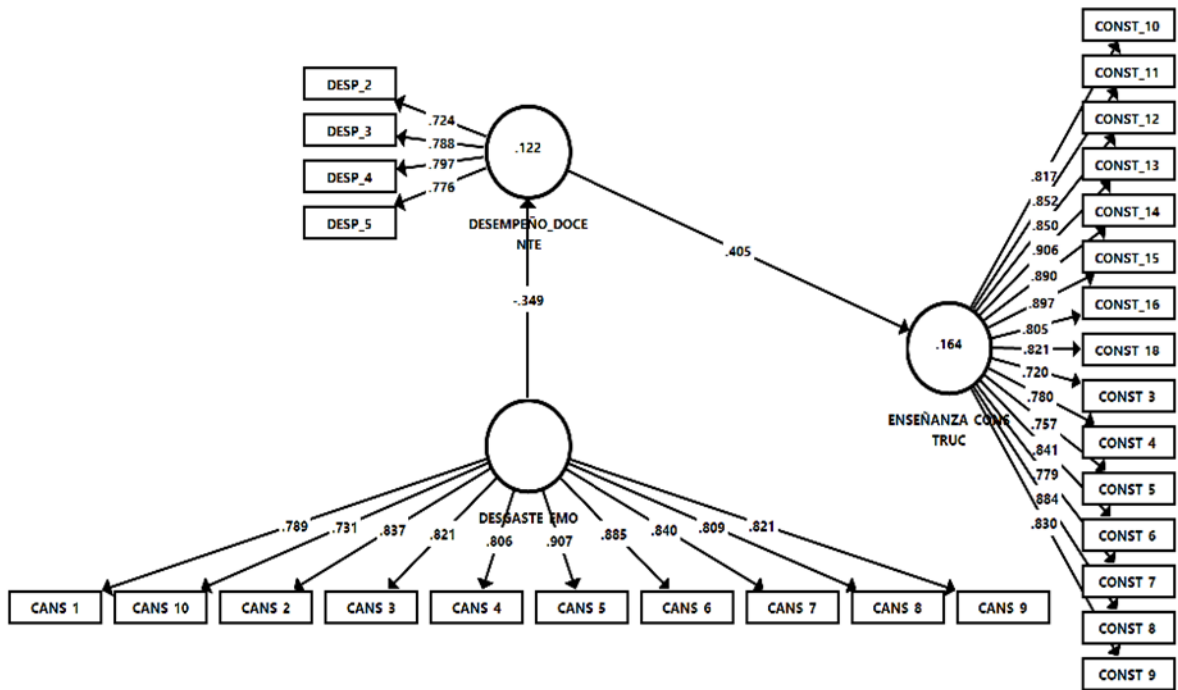 CONST_10
CONST_11
CONST_12
CONST_13
CONST_14
CONST_15
CONST_16
CONST 18
CONST 3
CONST 4
CONST 5
CONST 6
CONST 7
CONST 8
CONST 9
.817
.852
.850
.906
.890
.897
.805
.821
.720
.780
.757
.841
.779
.884
.830
DESP_2
DESP_3
DESP_4
DESP_5
.724
.788
.797
.776
.122
DESEMPEÑO_DOCE
NTE
.405
-.349
.164
ENSEÑANZA CONS
TRUC
DESGASTE EMO
.789
.731
.837
.821
.806
.907
.885
.840
.809
.821
CANS 1
CANS 10
CANS 2
CANS 3
CANS 4
CANS 5
CANS 6
CANS 7
CANS 8
CANS 9